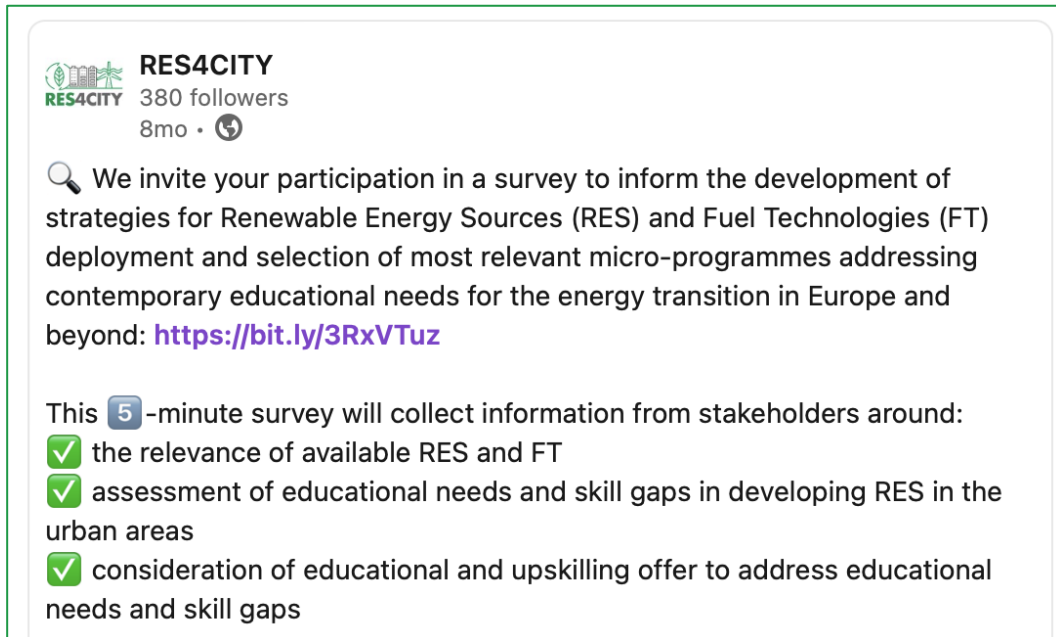 RES4CITY
RES4CITY
380 followers
8mo •
🔍 We invite your participation in a survey to inform the development of
strategies for Renewable Energy Sources (RES) and Fuel Technologies (FT)
deployment and selection of most relevant micro-programmes addressing
contemporary educational needs for the energy transition in Europe and
beyond: https://bit.ly/3RxVTuz
This 5️⃣-minute survey will collect information from stakeholders around:
✅ the relevance of available RES and FT
✅ assessment of educational needs and skill gaps in developing RES in the
urban areas
✅ consideration of educational and upskilling offer to address educational
needs and skill gaps